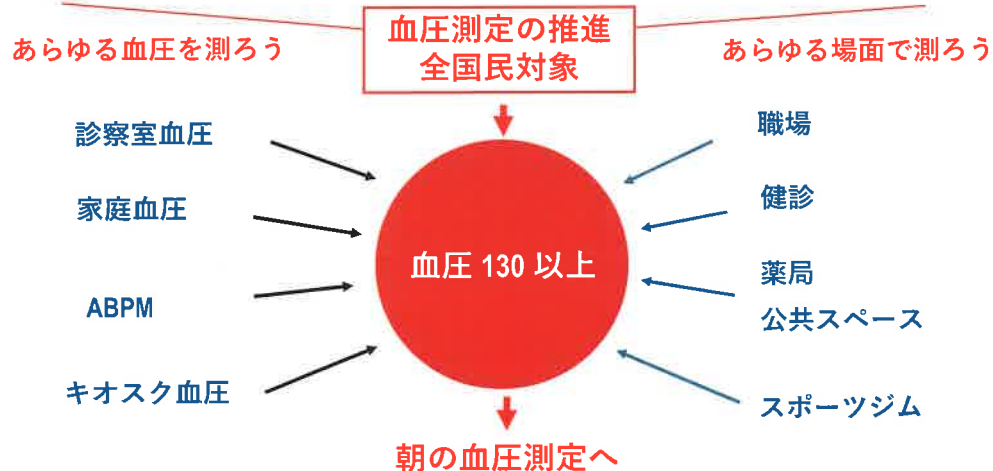 血圧測定の推進
全国民対象
あらゆる血圧を測ろう
あらゆる場面で測ろう
診察室血圧
家庭血圧
ABPM
キオスク血圧
血圧 130 以上
職場
健診
薬局
公共スペース
スポーツジム
朝の血圧測定へ